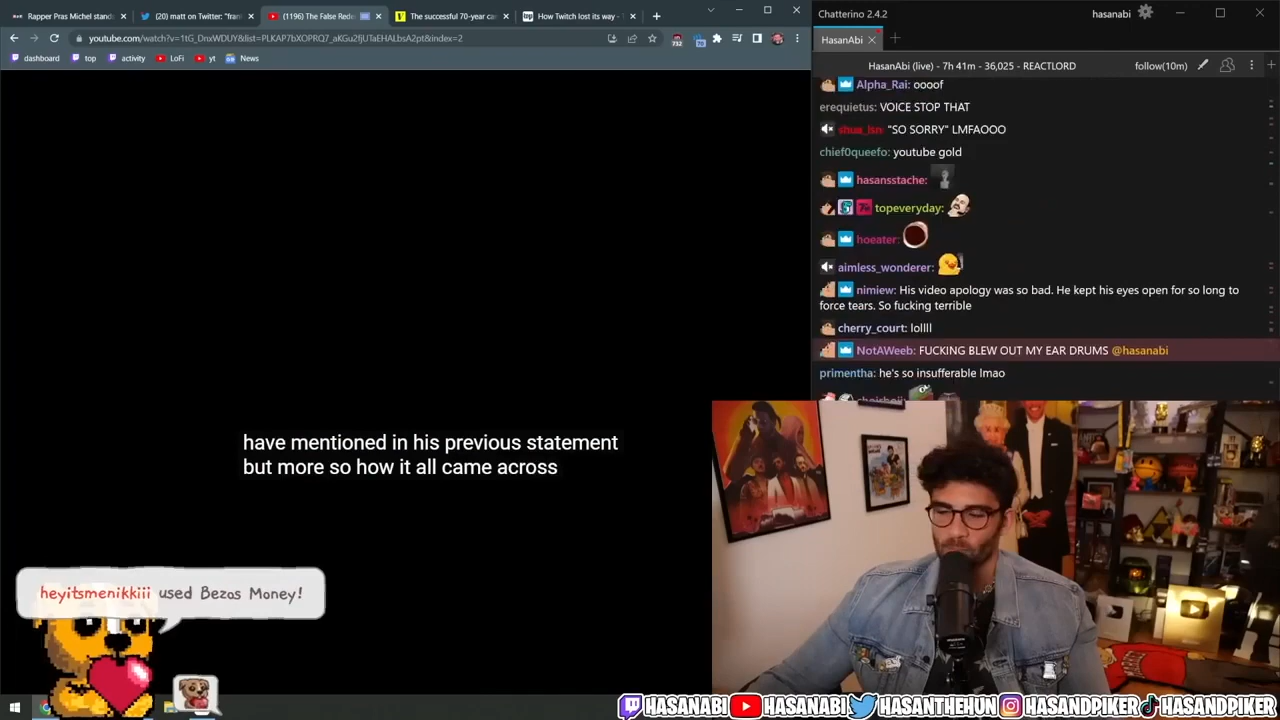 Rapper Pras Michel stand
(20) matt on Twitter: "fran
(1196) The False Rede
The successful 70-year ca
How Twitch lost its way -
youtube.com/watch?v=1tG_DnxWDUY&list=PLKAP7bXOPRQ7_aKGu2fjUTaEHALbsA2pt&index=2
dashboard
top
activity
LoFi
yt
News
have mentioned in his previous statement
but more so how it all came across
heyitsmenikkiii used Bezos Money!
Chatterino 2.4.2
hasanabi
HasanAbi
HasanAbi (live) - 7h 41m - 36,025 - REACTLORD
follow(10m)
Alpha_Rai: oooof
erequietus: VOICE STOP THAT
shua_lsn: "SO SORRY" LMFAOOO
chief0queefo: youtube gold
hasansstache:
topeveryday:
hoeater:
aimless_wonderer:
nimiew: His video apology was so bad. He kept his eyes open for so long to
force tears. So fucking terrible
cherry_court: lollll
NotAWeeb: FUCKING BLEW OUT MY EAR DRUMS @hasanabi
primentha: he's so insufferable lmao
HASANABI HASANABI HASANTHEHUN HASANDPIKER HASANDPIKER